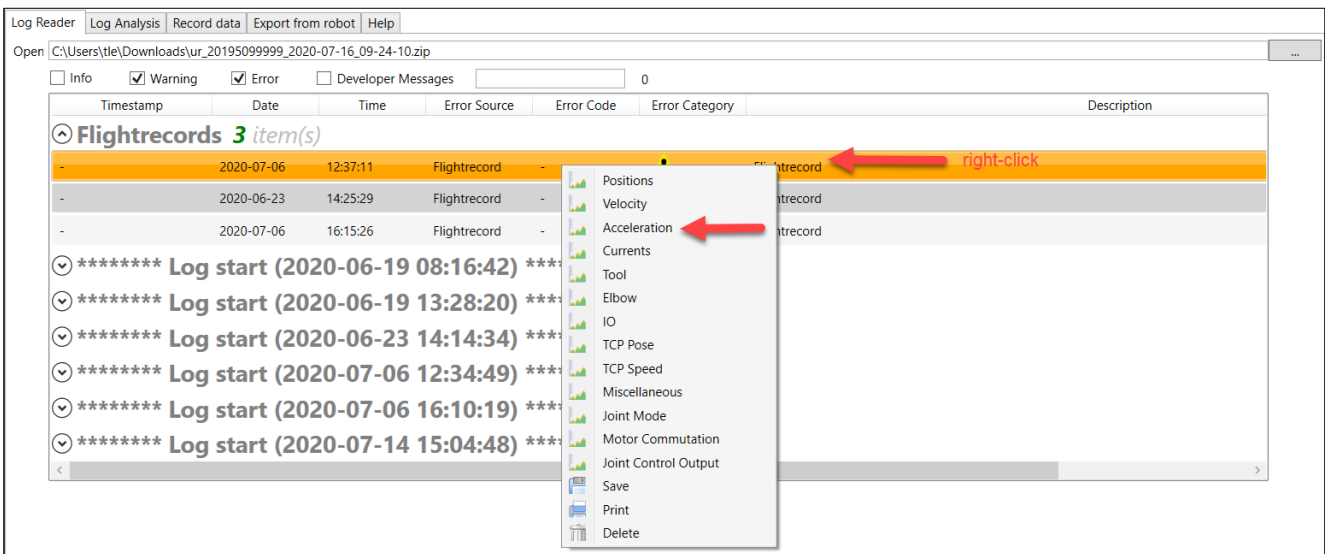 Log Reader Log Analysis Record data Export from robot Help
Open C:\Users\tle\Downloads\ur_20195099999_2020-07-16_09-24-10.zip ...
Info Warning Error Developer Messages 0
Timestamp Date Time Error Source Error Code Error Category Description
Flightrecords 3 item(s)
- 2020-07-06 12:37:11 Flightrecord - htrecord right-click
- 2020-06-23 14:25:29 Flightrecord - htrecord
- 2020-07-06 16:15:26 Flightrecord - htrecord
******** Log start (2020-06-19 08:16:42) ****
******** Log start (2020-06-19 13:28:20) ****
******** Log start (2020-06-23 14:14:34) ****
******** Log start (2020-07-06 12:34:49) ****
******** Log start (2020-07-06 16:10:19) ****
******** Log start (2020-07-14 15:04:48) ****
Positions
Velocity
Acceleration
Currents
Tool
Elbow
IO
TCP Pose
TCP Speed
Miscellaneous
Joint Mode
Motor Commutation
Joint Control Output
Save
Print
Delete